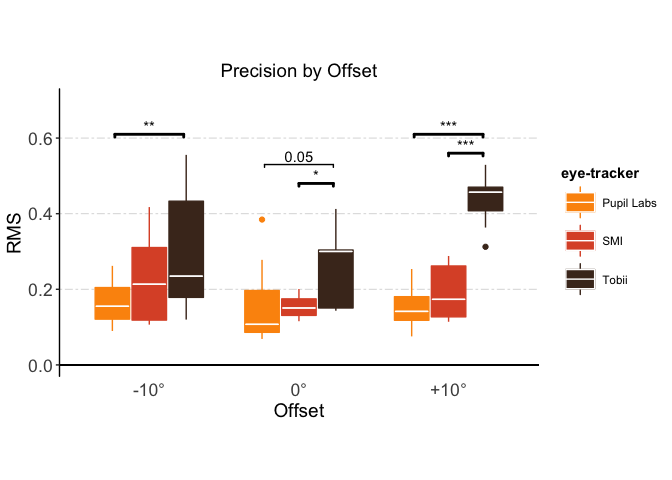 Precision by Offset
RMS
0.6
0.4
0.2
0.0
**
0.05
*
***
***
-10°
0°
+10°
Offset
eye-tracker
Pupil Labs
SMI
Tobii